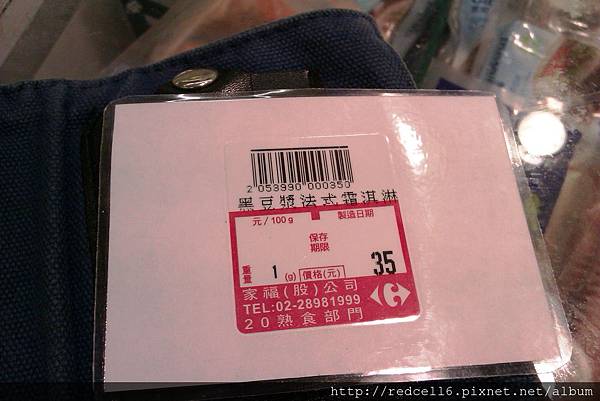 2 053990 000350
黑豆漿法式霜淇淋
元/100g 製造日期
保存
期限
重量 1 (g) 價格(元) 35
家福(股)公司
TEL:02-28981999
20熟食部門
http://redcell6.pixnet.net/album